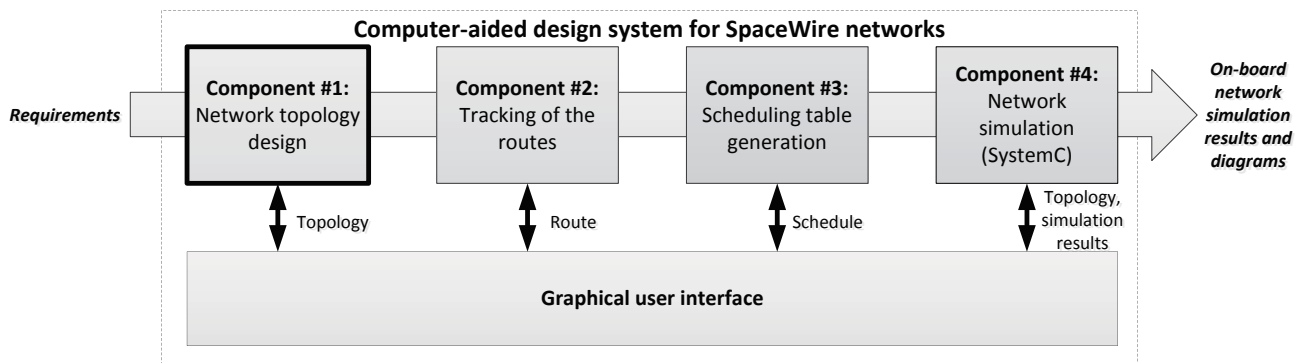 Computer-aided design system for SpaceWire networks
Requirements
Component #1:
Network topology
design
Component #2:
Tracking of the
routes
Component #3:
Scheduling table
generation
Component #4:
Network
simulation
(SystemC)
On-board
network
simulation
results and
diagrams
Topology
Route
Schedule
Topology,
simulation
results
Graphical user interface